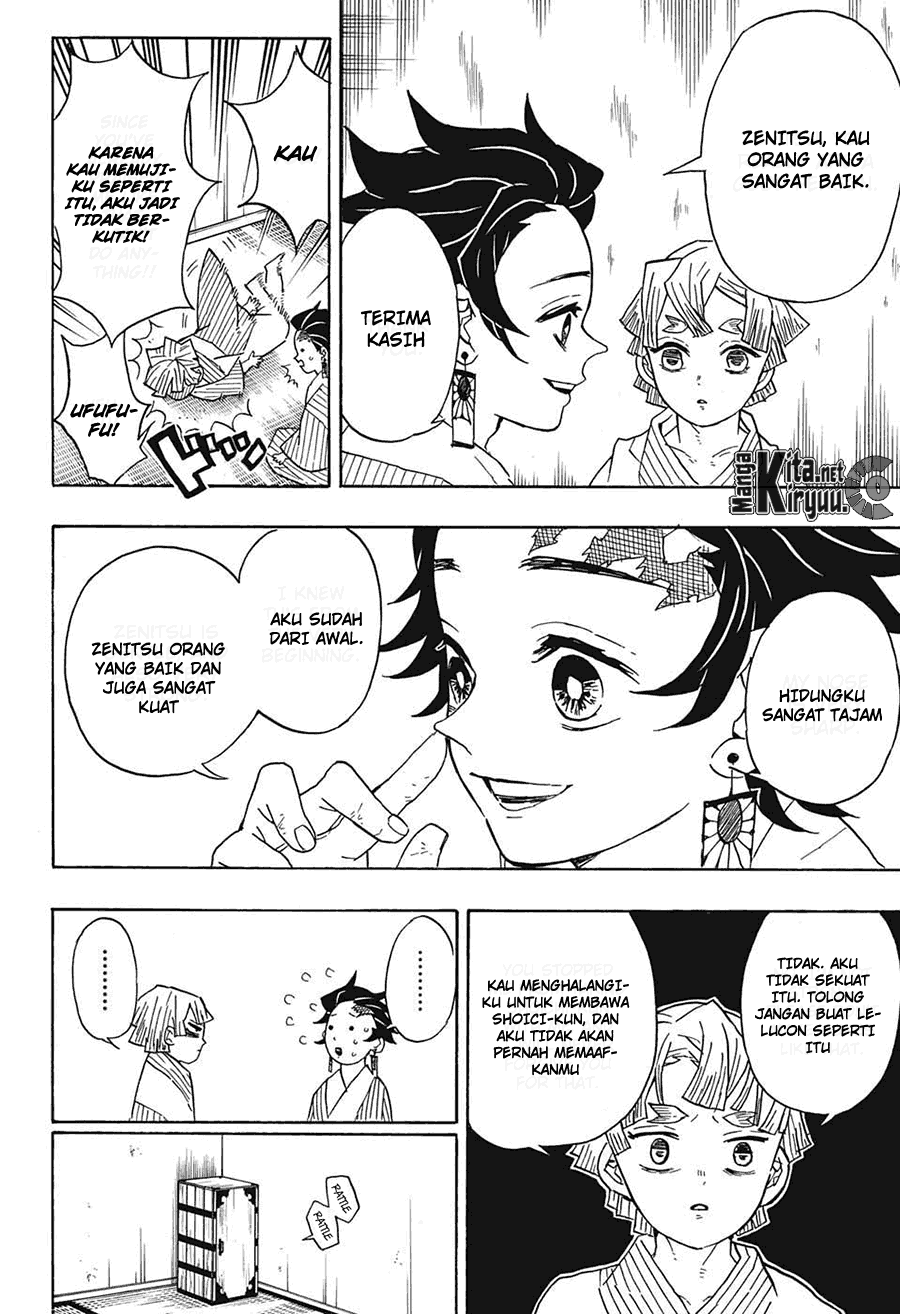 ZENITSU, KAU
ORANG YANG
SANGAT BAIK.
TERIMA
KASIH
KAU
KARENA
KAU MEMUJI-
KU SEPERTI
ITU, AKU JADI
TIDAK BER-
KUTIK!
UFUFU-
FU!
Manga
Kita.net
Kiryuu.
HIDUNGKU
SANGAT TAJAM
AKU SUDAH
DARI AWAL.
ZENITSU ORANG
YANG BAIK DAN
JUGA SANGAT
KUAT
TIDAK. AKU
TIDAK SEKUAT
ITU. TOLONG
JANGAN BUAT LE-
LUCON SEPERTI
ITU
KAU MENGHALANGI-
KU UNTUK MEMBAWA
SHOICI-KUN, DAN
AKU TIDAK AKAN
PERNAH MEMAAF-
KANMU
........
........
RATTLE
RATTLE